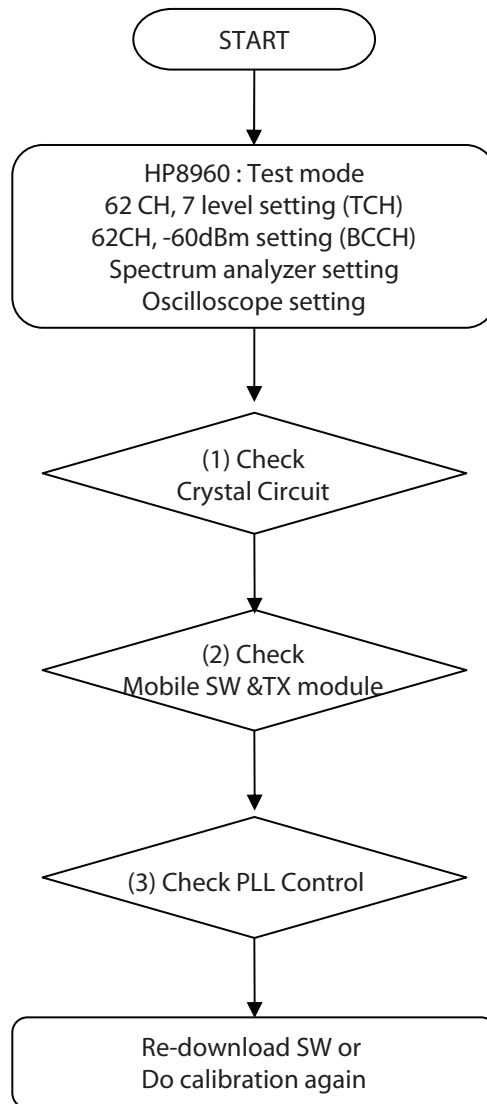 START
HP8960 : Test mode
62 CH, 7 level setting (TCH)
62CH, -60dBm setting (BCCH)
Spectrum analyzer setting
Oscilloscope setting
(1) Check
Crystal Circuit
(2) Check
Mobile SW &TX module
(3) Check PLL Control
Re-download SW or
Do calibration again